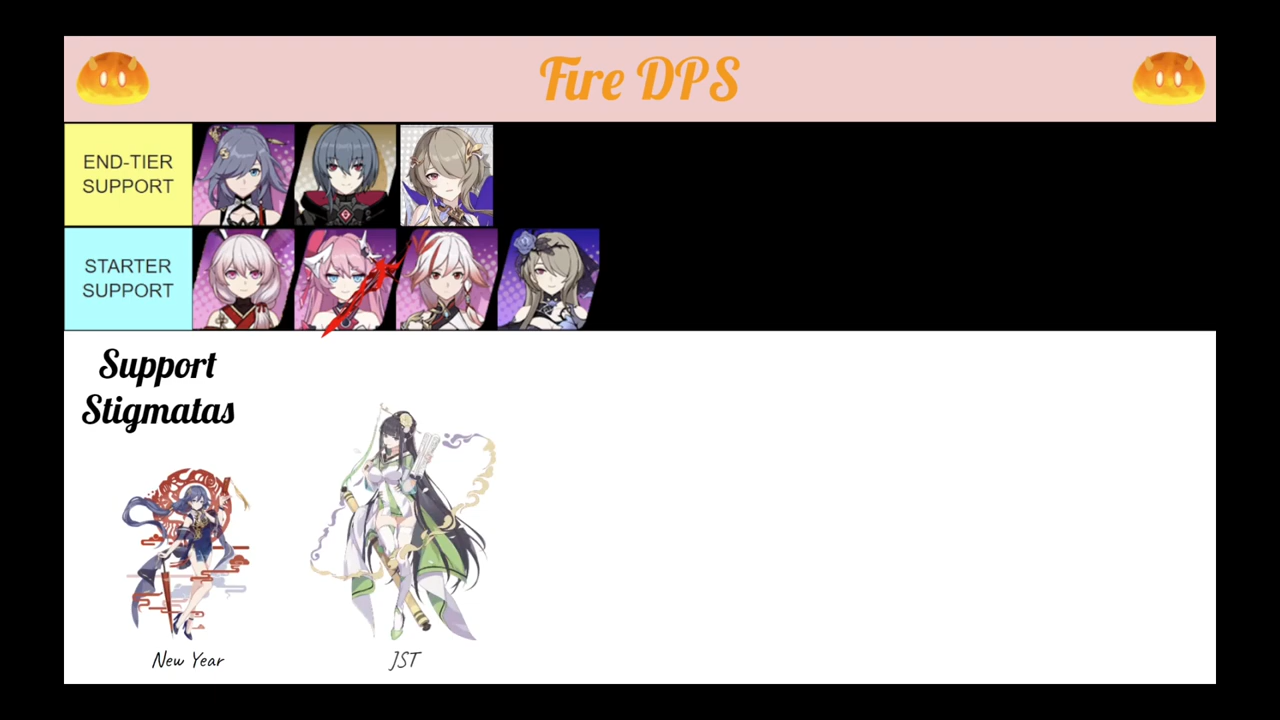 Fire DPS
END-TIER
SUPPORT
STARTER
SUPPORT
Support
Stigmatas
New Year
JST